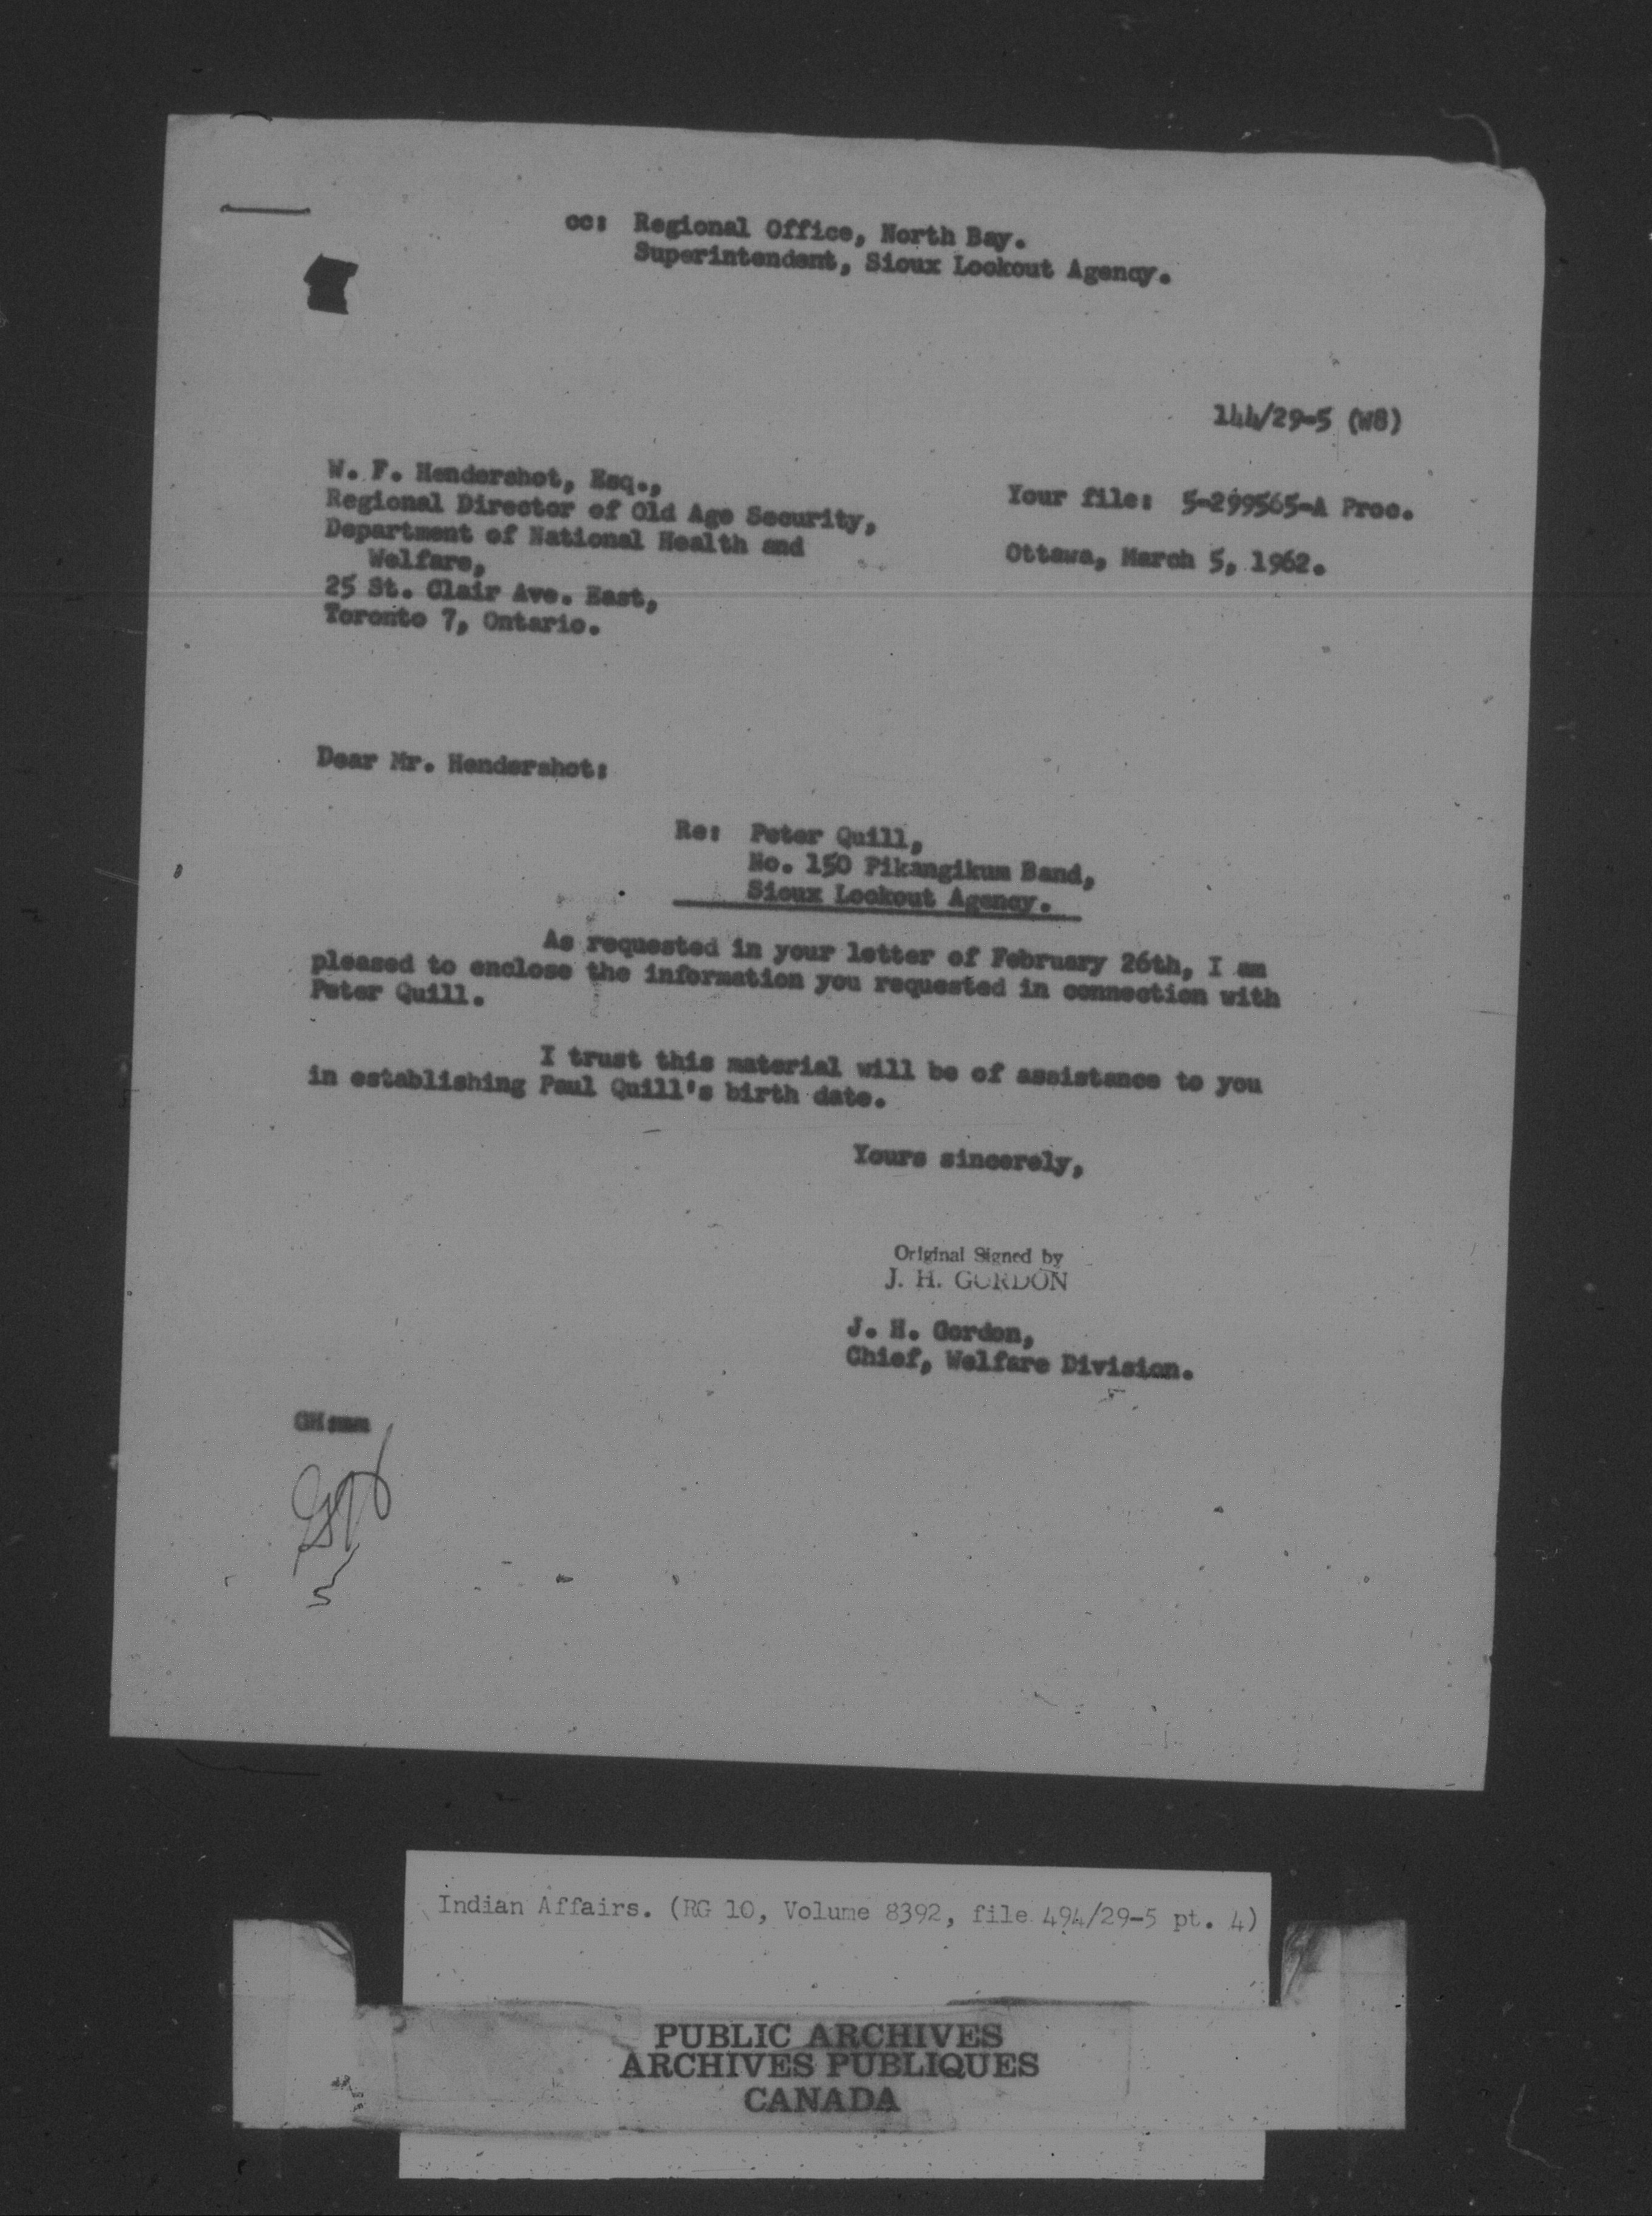 cc: Regional Office, North Bay.
Superintendent, Sioux Lookout Agency.
144/29-5 (W8)
W. F. Hendershot, Esq.,
Regional Director of Old Age Security,
Department of National Health and
Welfare,
25 St. Clair Ave. East,
Toronto 7, Ontario.
Your file: 5-299565-A Proc.
Ottawa, March 5, 1962.
Dear Mr. Hendershot:
Re: Peter Quill,
No. 150 Pikangikum Band,
Sioux Lookout Agency.
As requested in your letter of February 26th, I am
pleased to enclose the information you requested in connection with
Peter Quill.
I trust this material will be of assistance to you
in establishing Paul Quill's birth date.
Yours sincerely,
Original Signed by
J. H. GORDON
J. H. Gordon,
Chief, Welfare Division.
Indian Affairs. (RG 10, Volume 8392, file 494/29-5 pt. 4)
PUBLIC ARCHIVES
ARCHIVES PUBLIQUES
CANADA